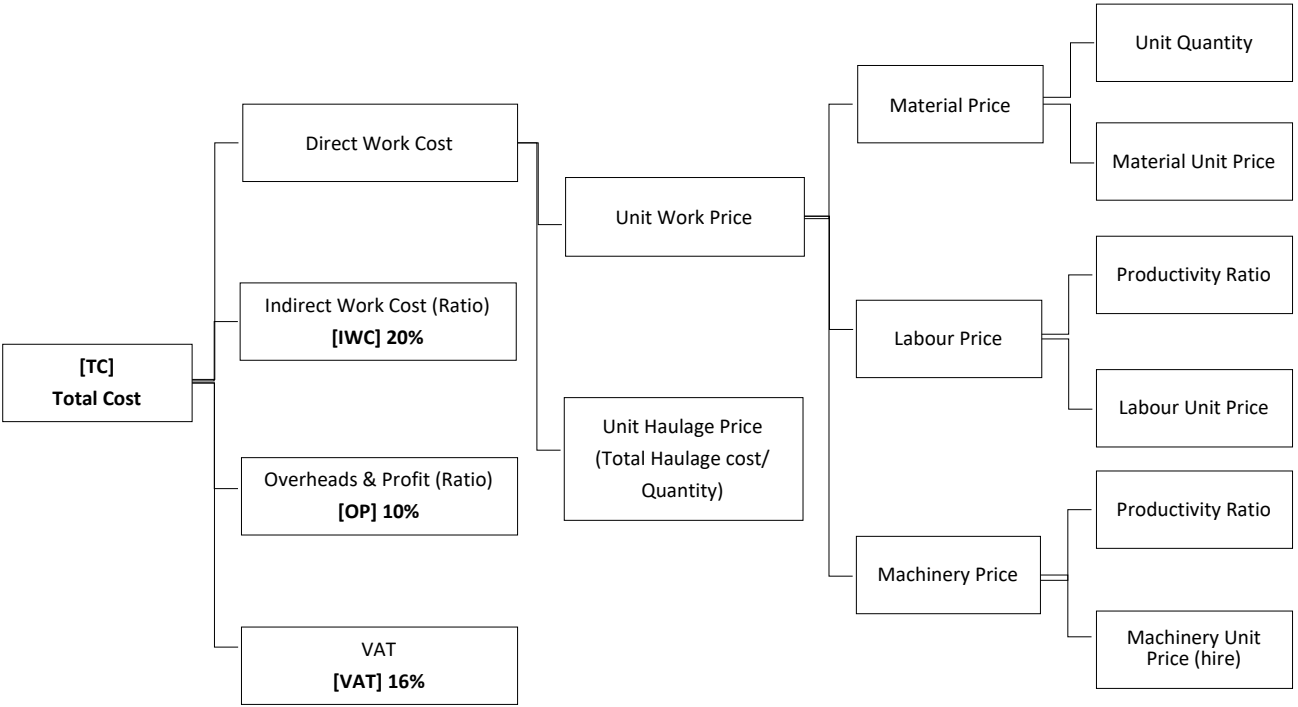 [TC]
Total Cost
Direct Work Cost
Indirect Work Cost (Ratio)
[IWC] 20%
Overheads & Profit (Ratio)
[OP] 10%
VAT
[VAT] 16%
Unit Work Price
Unit Haulage Price
(Total Haulage cost/
Quantity)
Material Price
Labour Price
Machinery Price
Unit Quantity
Material Unit Price
Productivity Ratio
Labour Unit Price
Productivity Ratio
Machinery Unit
Price (hire)